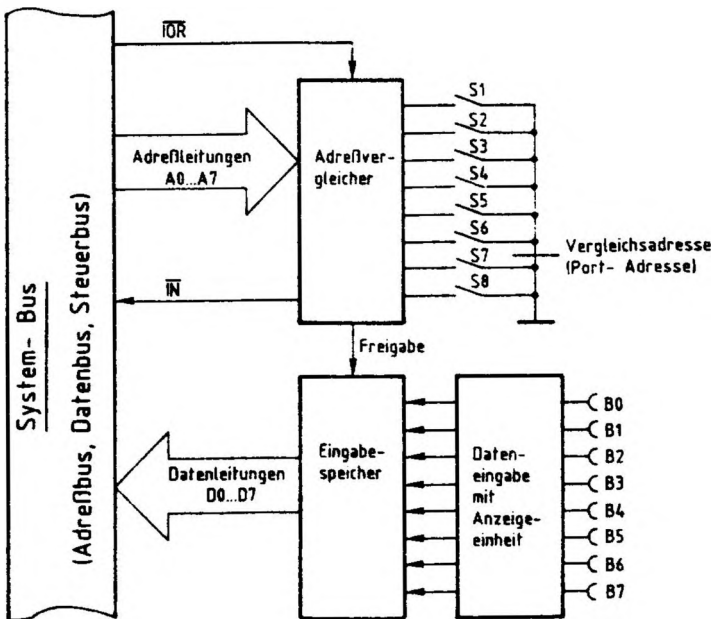 IOR
Adreßleitungen
A0...A7
Adreßver-
gleicher
S1
S2
S3
S4
S5
S6
S7
S8
Vergleichsadresse
(Port- Adresse)
IN
Freigabe
System- Bus
(Adreßbus, Datenbus, Steuerbus)
Datenleitungen
D0...D7
Eingabe-
speicher
Daten-
eingabe
mit
Anzeige-
einheit
B0
B1
B2
B3
B4
B5
B6
B7